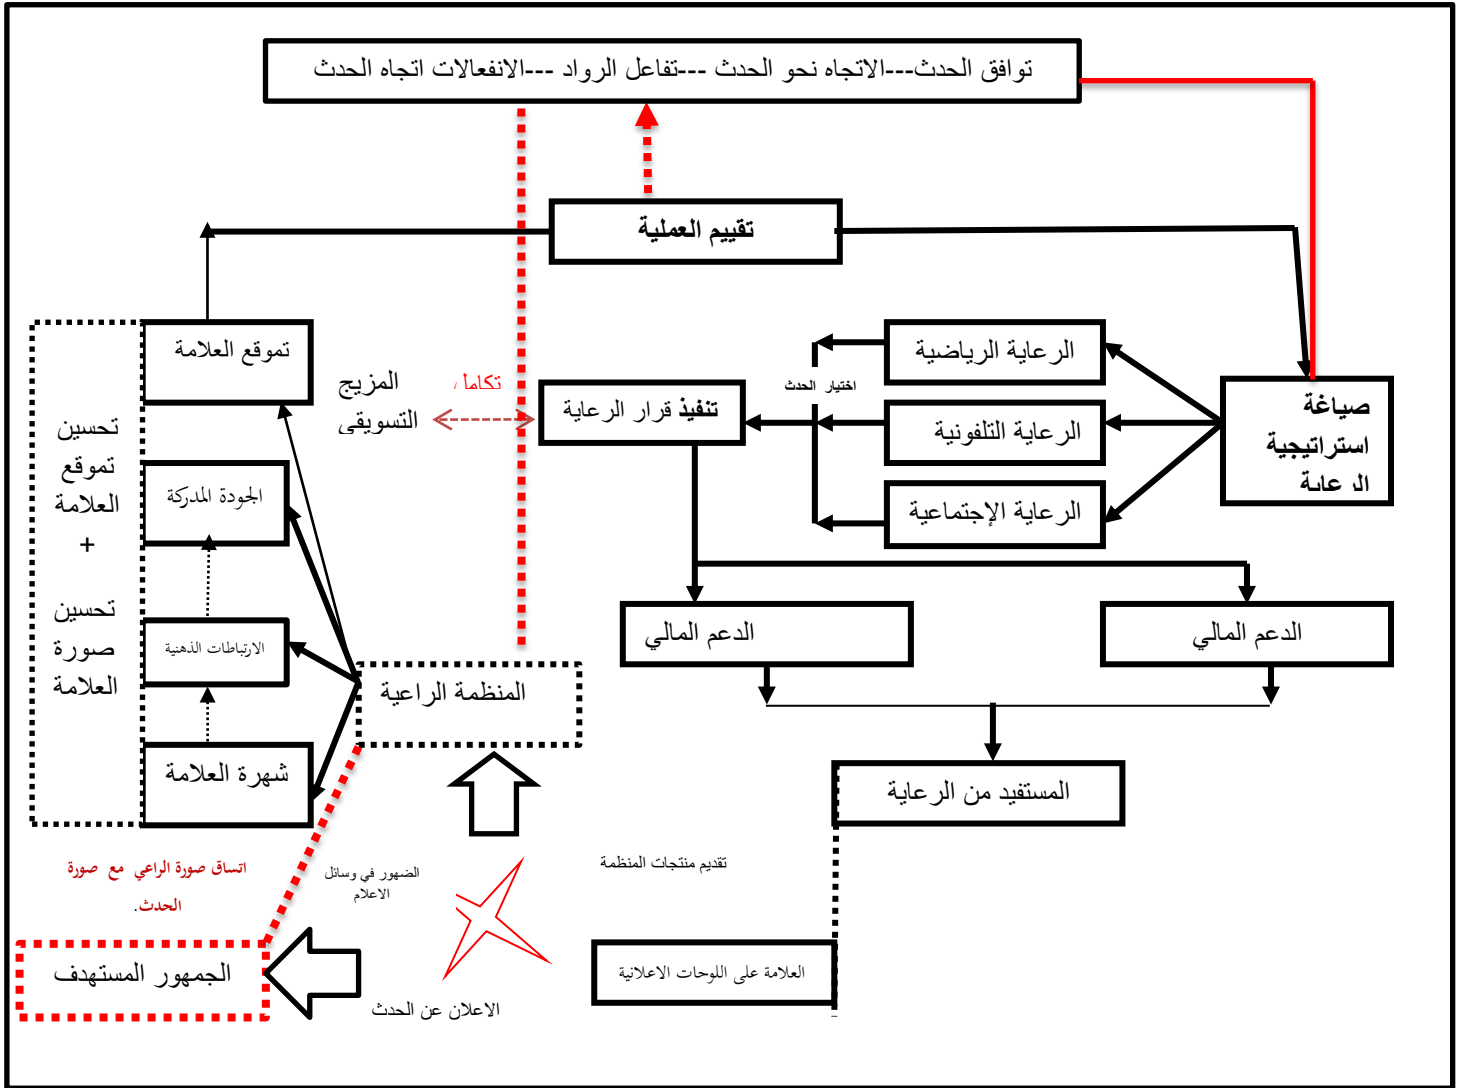 توافق الحدث---الاتجاه نحو الحدث ---تفاعل الرواد ---الانفعالات اتجاه الحدث
تقييم العملية
صياغة
استراتيجية
الرعاية
الرعاية الرياضية
الرعاية التلفونية
الرعاية الإجتماعية
اختيار الحدث
تنفيذ قرار الرعاية
تكامل
المزيج
التسويقي
تموقع العلامة
الجودة المدركة
الارتباطات الذهنية
شهرة العلامة
تحسين
تموقع
العلامة
+
تحسين
صورة
العلامة
الدعم المالي
الدعم المالي
المنظمة الراعية
المستفيد من الرعاية
تقديم منتجات المنظمة
الضهور في وسائل
الاعلام
اتساق صورة الراعي مع صورة
الحدث.
العلامة على اللوحات الاعلانية
الجمهور المستهدف
الاعلان عن الحدث